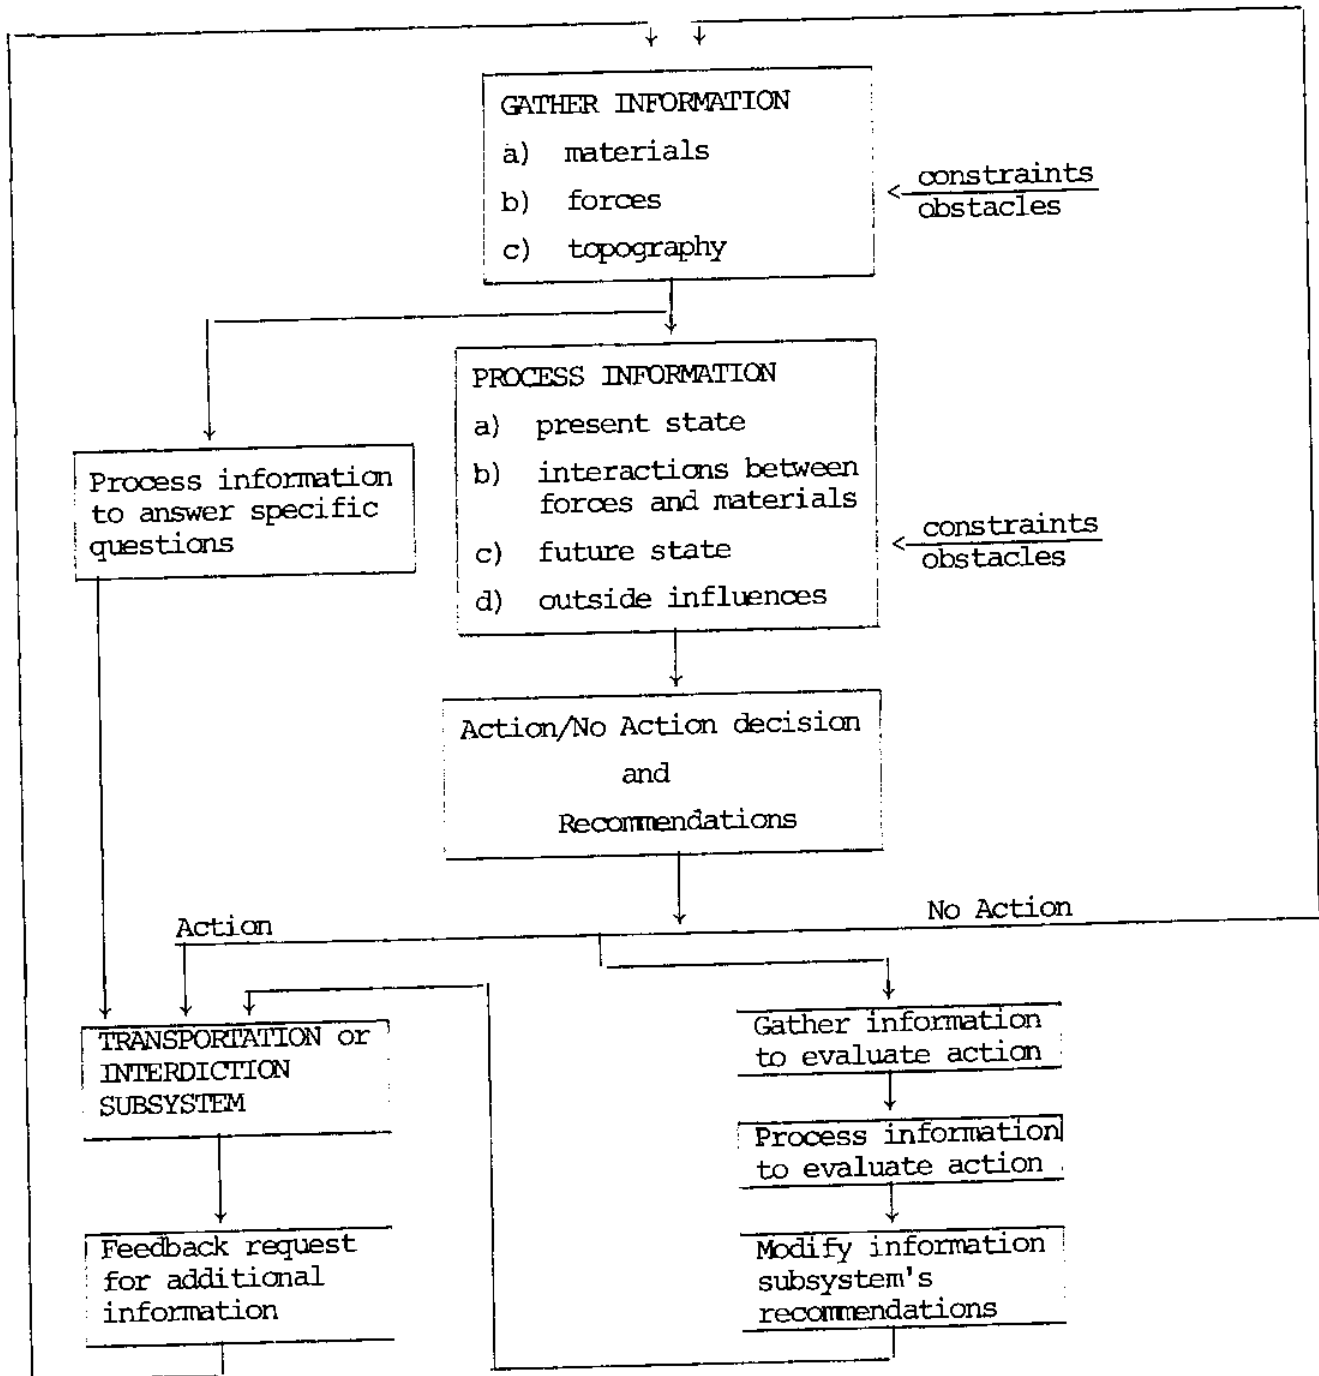 GATHER INFORMATION
a) materials
b) forces
c) topography
constraints
obstacles
PROCESS INFORMATION
a) present state
b) interactions between
forces and materials
c) future state
d) outside influences
constraints
obstacles
Process information
to answer specific
questions
Action/No Action decision
and
Recommendations
Action
No Action
TRANSPORTATION or
INTERDICTION
SUBSYSTEM
Gather information
to evaluate action
Process information
to evaluate action
Feedback request
for additional
information
Modify information
subsystem's
recommendations